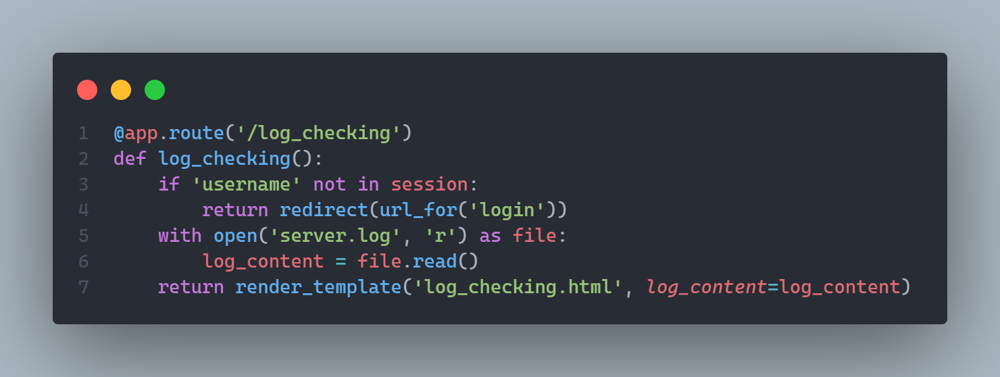 1 @app.route('/log_checking')
2 def log_checking():
3     if 'username' not in session:
4         return redirect(url_for('login'))
5     with open('server.log', 'r') as file:
6         log_content = file.read()
7     return render_template('log_checking.html', log_content=log_content)